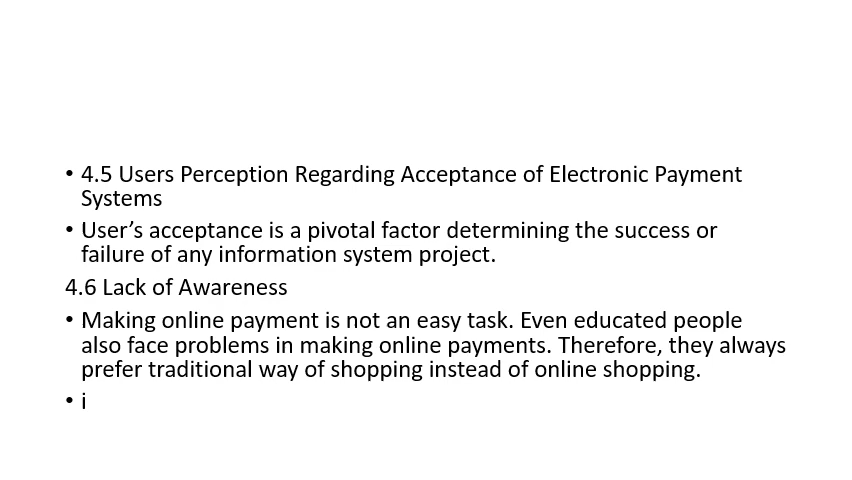 • 4.5 Users Perception Regarding Acceptance of Electronic Payment
Systems
• User’s acceptance is a pivotal factor determining the success or
failure of any information system project.
4.6 Lack of Awareness
• Making online payment is not an easy task. Even educated people
also face problems in making online payments. Therefore, they always
prefer traditional way of shopping instead of online shopping.
• i